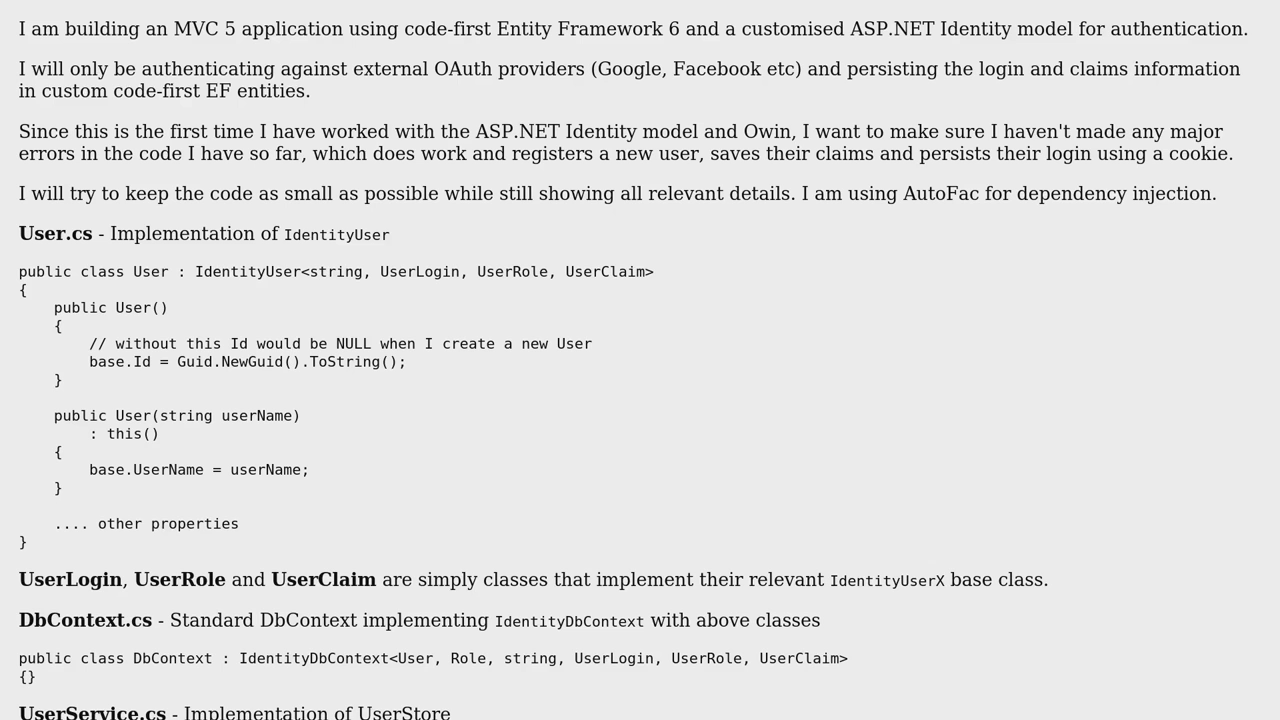 I am building an MVC 5 application using code-first Entity Framework 6 and a customised ASP.NET Identity model for authentication.
I will only be authenticating against external OAuth providers (Google, Facebook etc) and persisting the login and claims information
in custom code-first EF entities.
Since this is the first time I have worked with the ASP.NET Identity model and Owin, I want to make sure I haven't made any major
errors in the code I have so far, which does work and registers a new user, saves their claims and persists their login using a cookie.
I will try to keep the code as small as possible while still showing all relevant details. I am using AutoFac for dependency injection.
User.cs - Implementation of IdentityUser
public class User : IdentityUser<string, UserLogin, UserRole, UserClaim>
{
    public User()
    {
        // without this Id would be NULL when I create a new User
        base.Id = Guid.NewGuid().ToString();
    }
    public User(string userName)
        : this()
    {
        base.UserName = userName;
    }
    .... other properties
}
UserLogin, UserRole and UserClaim are simply classes that implement their relevant IdentityUserX base class.
DbContext.cs - Standard DbContext implementing IdentityDbContext with above classes
public class DbContext : IdentityDbContext<User, Role, string, UserLogin, UserRole, UserClaim>
{}
UserService.cs - Implementation of UserStore